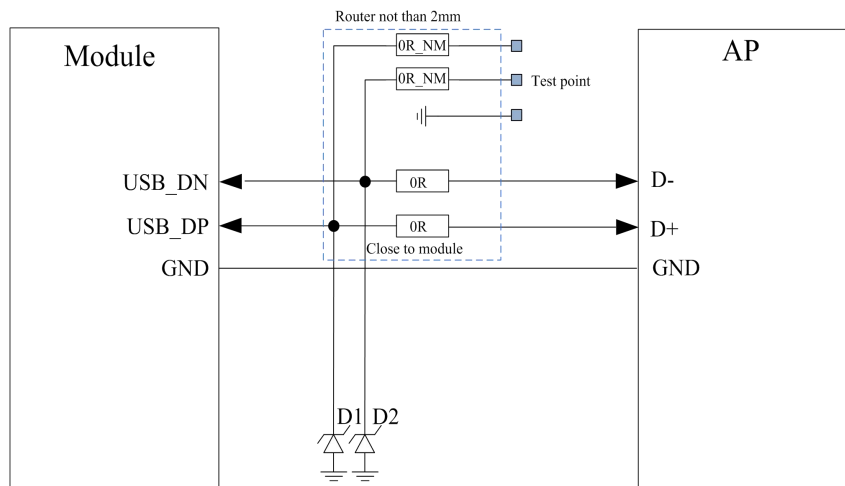 Router not than 2mm
Module
0R_NM
AP
0R_NM
Test point
USB_DN
0R
D-
USB_DP
0R
D+
Close to module
GND
GND
D1
D2